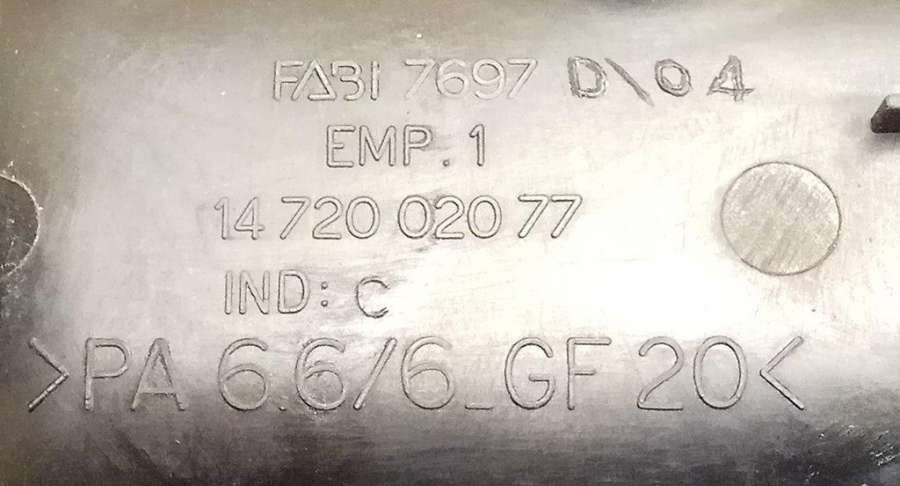 FABI 7697 D\04
EMP. 1
14 720 020 77
IND: C
>PA 6.6/6_GF 20<